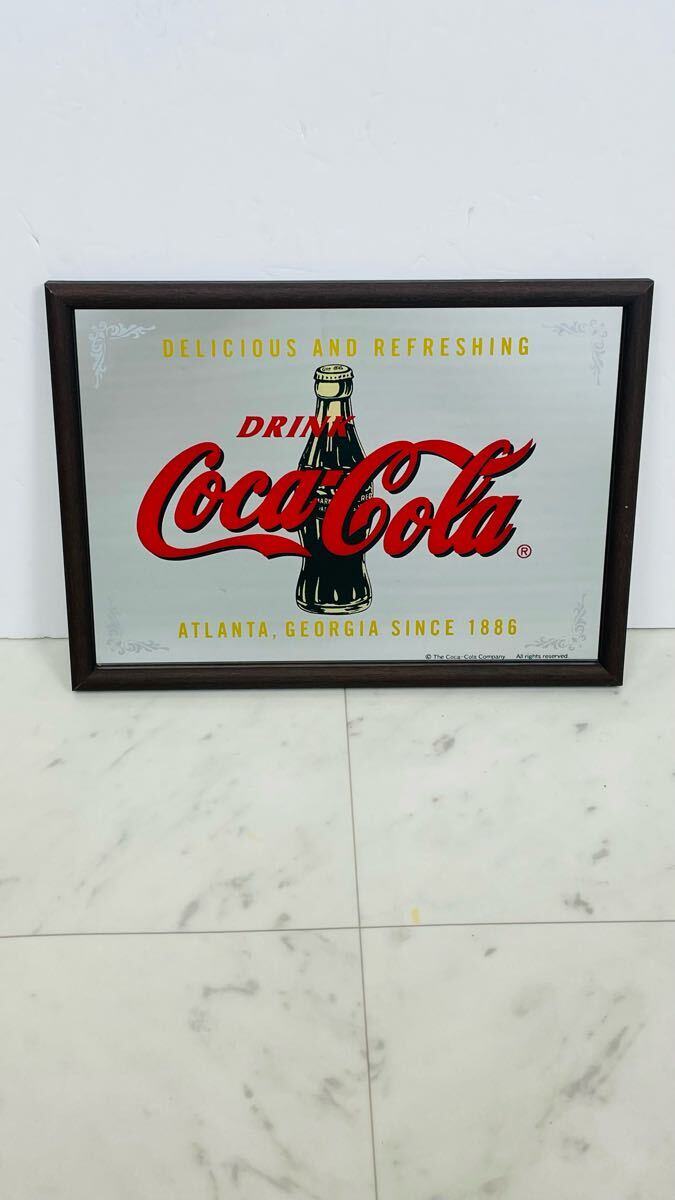 DELICIOUS AND REFRESHING
DRINK
Coca-Cola ®
ATLANTA, GEORGIA SINCE 1886
© The Coca-Cola Company All rights reserved